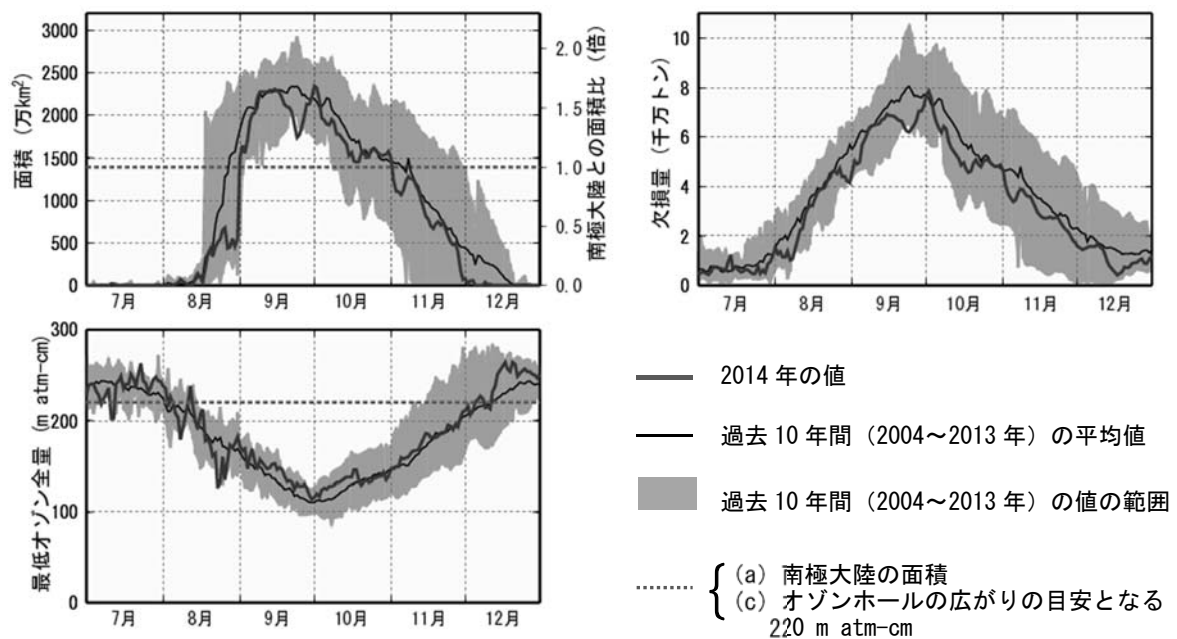 面積 (万km²)
3000
2500
2000
1500
1000
500
0
7月 8月 9月 10月 11月 12月
南極大陸との面積比 (倍)
2.0
1.5
1.0
0.5
0.0
欠損量 (千万トン)
10
8
6
4
2
0
7月 8月 9月 10月 11月 12月
最低オゾン全量 (m atm-cm)
300
200
100
0
7月 8月 9月 10月 11月 12月
2014 年の値
過去 10 年間（2004～2013 年）の平均値
過去 10 年間（2004～2013 年）の値の範囲
(a) 南極大陸の面積
(c) オゾンホールの広がりの目安となる
220 m atm-cm